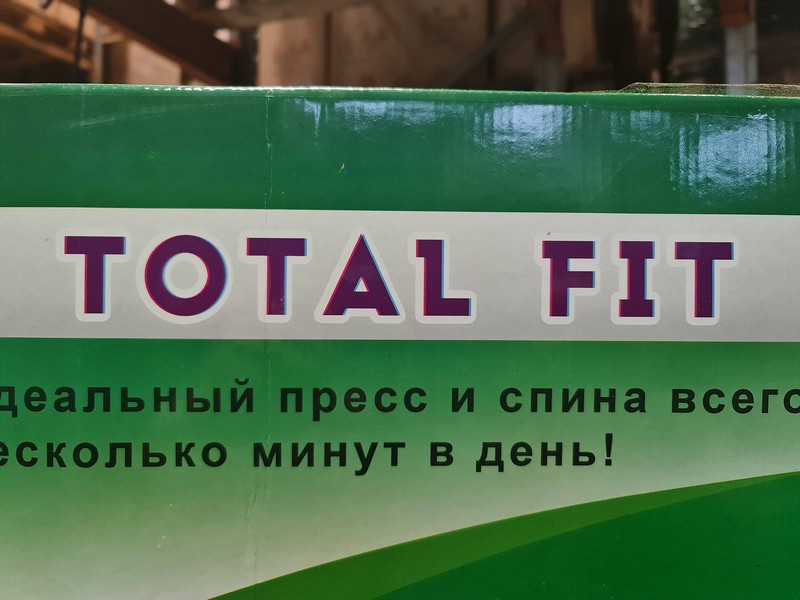 TOTAL FIT
деальный пресс и спина всего
есколько минут в день!